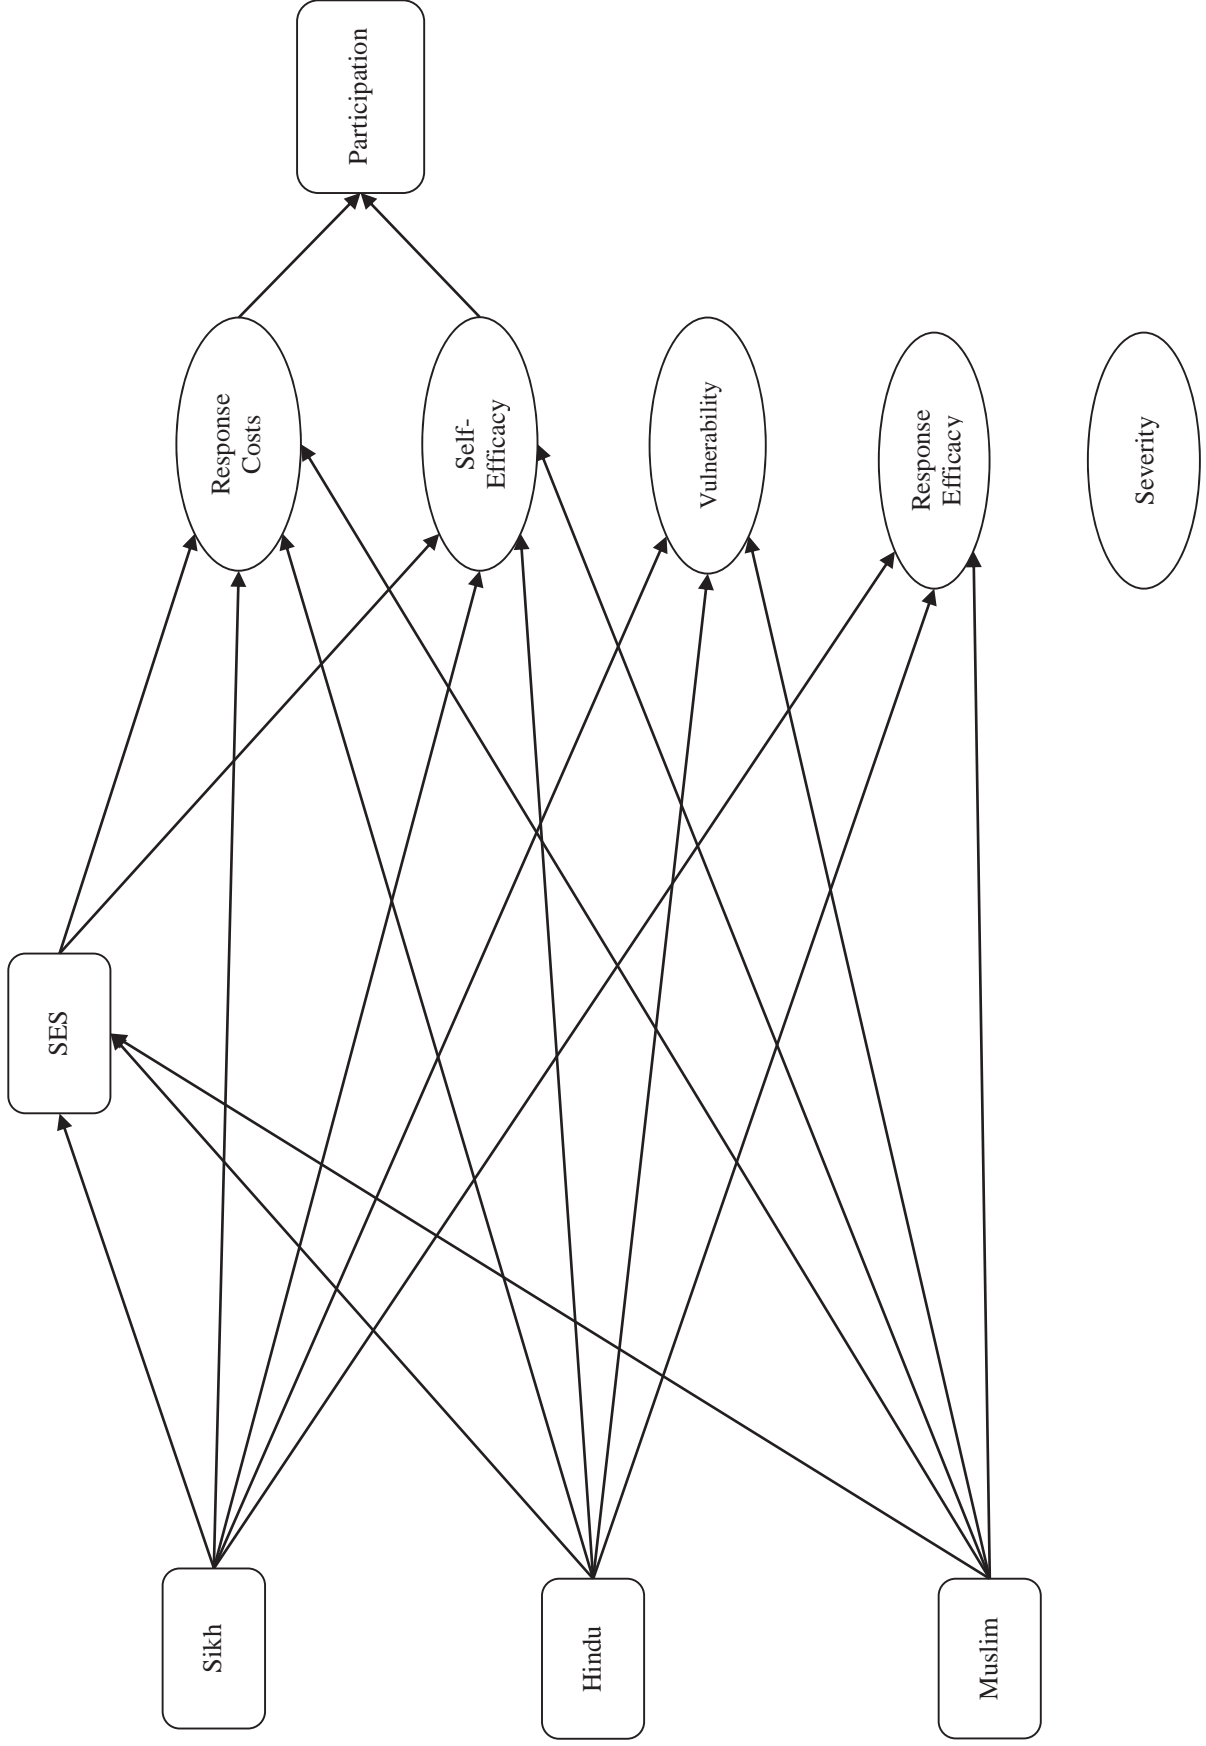 SES
Sikh
Hindu
Muslim
Response
Costs
Self-
Efficacy
Vulnerability
Response
Efficacy
Severity
Participation